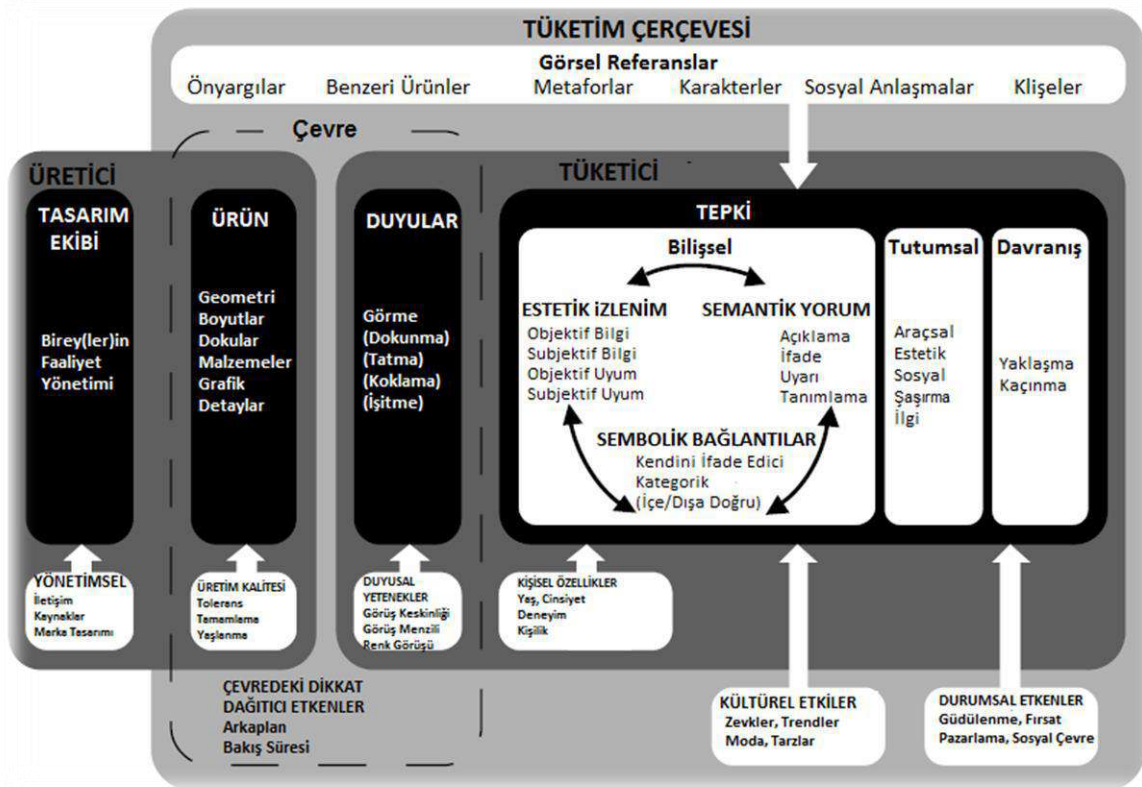 TÜKETİM ÇERÇEVESİ
Görsel Referanslar
Önyargılar Benzeri Ürünler Metaforlar Karakterler Sosyal Anlaşmalar Klişeler
Çevre
ÜRETİCİ
TASARIM
EKİBİ
Birey(ler)in
Faaliyet
Yönetimi
YÖNETİMSEL
İletişim
Kaynaklar
Marka Tasarımı
ÜRÜN
Geometri
Boyutlar
Dokular
Malzemeler
Grafik
Detaylar
ÜRETİM KALİTESİ
Tolerans
Tamamlama
Yaşlanma
TÜKETİCİ
DUYULAR
Görme
(Dokunma)
(Tatma)
(Koklama)
(İşitme)
DUYUSAL
YETENEKLER
Görüş Keskinliği
Görüş Menzili
Renk Görüşü
TEPKİ
Bilişsel
ESTETİK iZLENİM
Objektif Bilgi
Subjektif Bilgi
Objektif Uyum
Subjektif Uyum
SEMANTİK YORUM
Açıklama
İfade
Uyarı
Tanımlama
SEMBOLİK BAĞLANTILAR
Kendini İfade Edici
Kategorik
(İçe/Dışa Doğru)
Tutumsal
Araçsal
Estetik
Sosyal
Şaşırma
İlgi
Davranış
Yaklaşma
Kaçınma
KİŞİSEL ÖZELLİKLER
Yaş, Cinsiyet
Deneyim
Kişilik
ÇEVREDEKİ DİKKAT
DAĞITICI ETKENLER
Arkaplan
Bakış Süresi
KÜLTÜREL ETKİLER
Zevkler, Trendler
Moda, Tarzlar
DURUMSAL ETKENLER
Güdülenme, Fırsat
Pazarlama, Sosyal Çevre